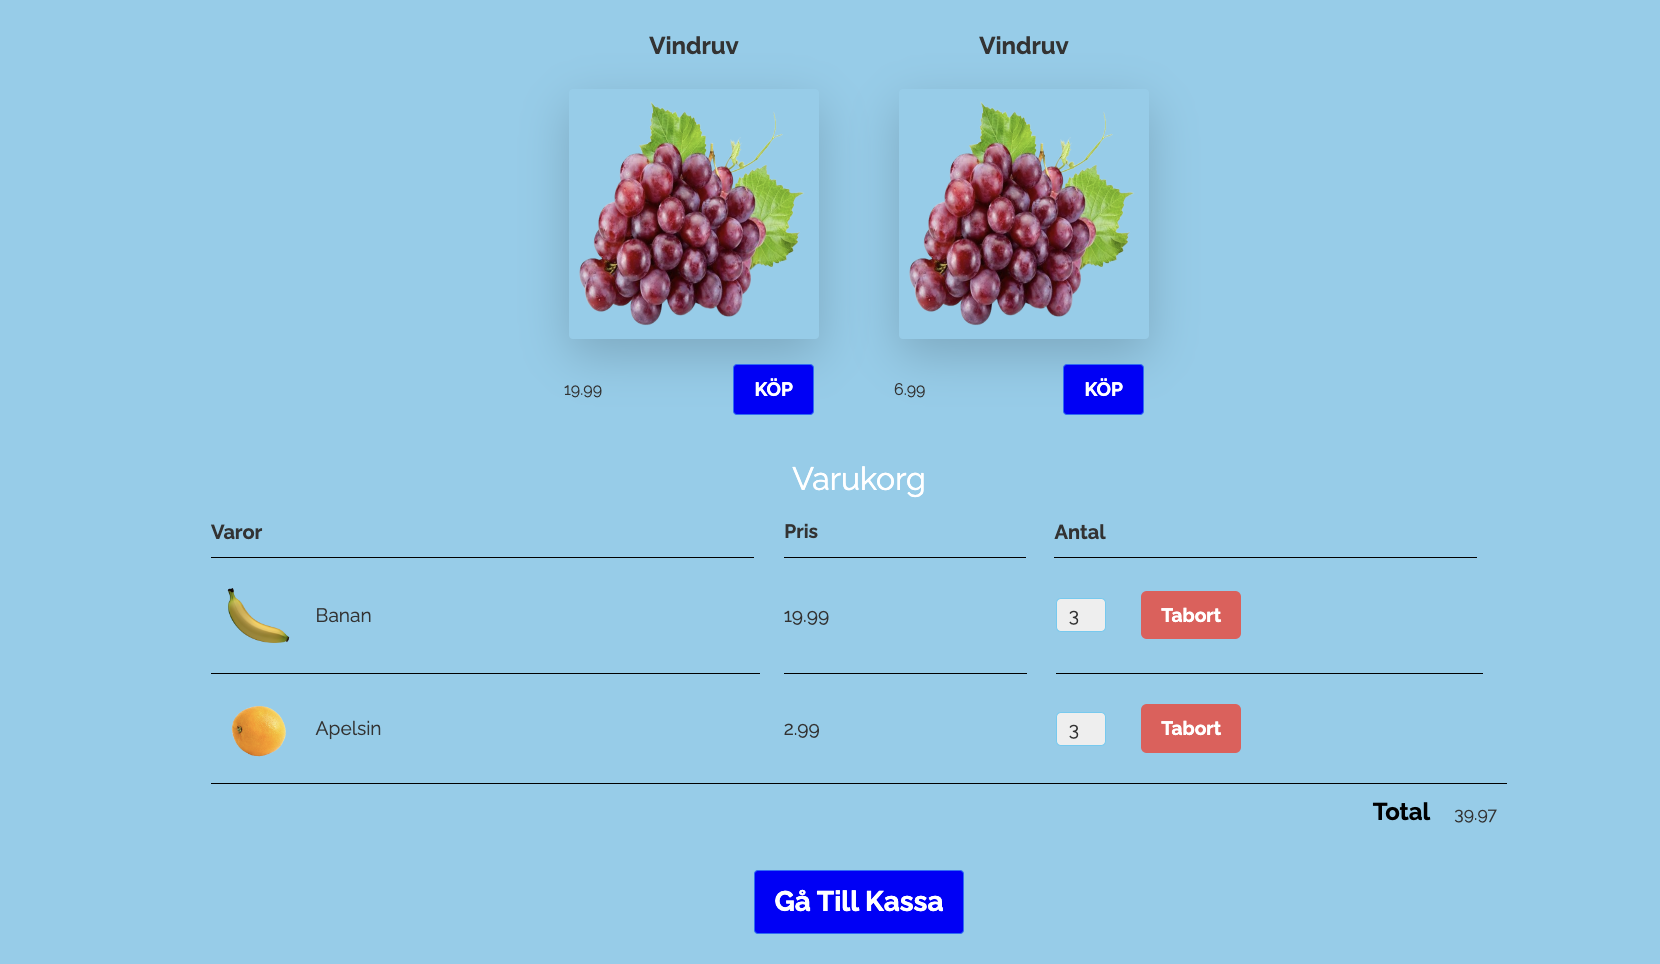 Vindruv Vindruv
19.99 KÖP 6.99 KÖP
Varukorg
Varor Pris Antal
Banan 19.99 3 Tabort
Apelsin 2.99 3 Tabort
Total 39.97
Gå Till Kassa